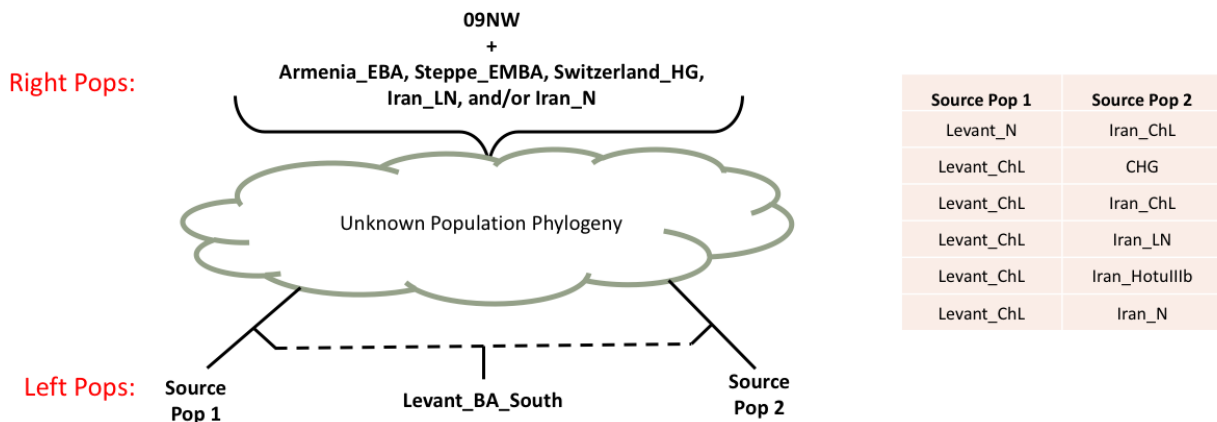 09NW
+
Right Pops:
Armenia_EBA, Steppe_EMBA, Switzerland_HG,
Iran_LN, and/or Iran_N
Unknown Population Phylogeny
Left Pops:
Source
Pop 1
Levant_BA_South
Source
Pop 2
Source Pop 1 Source Pop 2
Levant_N Iran_ChL
Levant_ChL CHG
Levant_ChL Iran_ChL
Levant_ChL Iran_LN
Levant_ChL Iran_HotuIIIb
Levant_ChL Iran_N